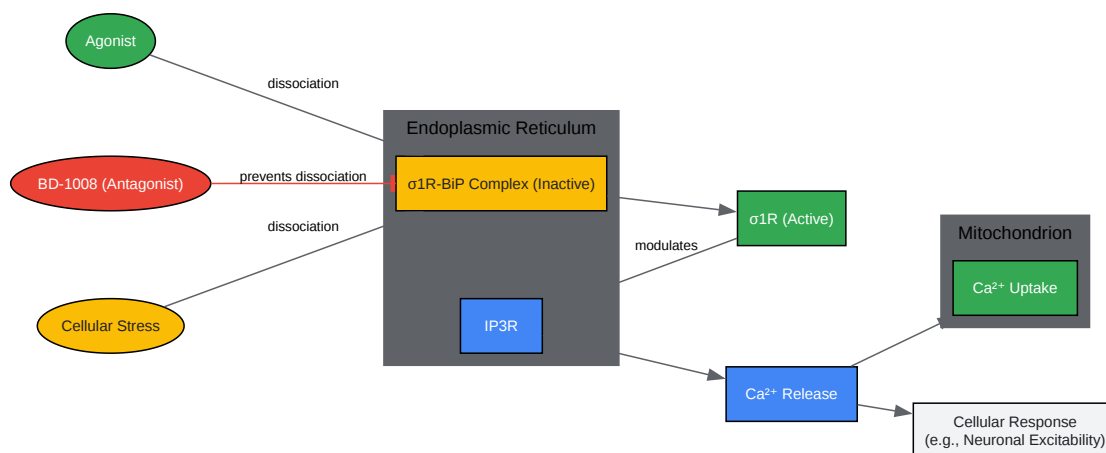 Agonist
dissociation
Endoplasmic Reticulum
BD-1008 (Antagonist)
prevents dissociation
σ1R-BiP Complex (Inactive)
dissociation
σ1R (Active)
modulates
Mitochondrion
Ca²⁺ Uptake
Cellular Stress
IP3R
Ca²⁺ Release
Cellular Response
(e.g., Neuronal Excitability)